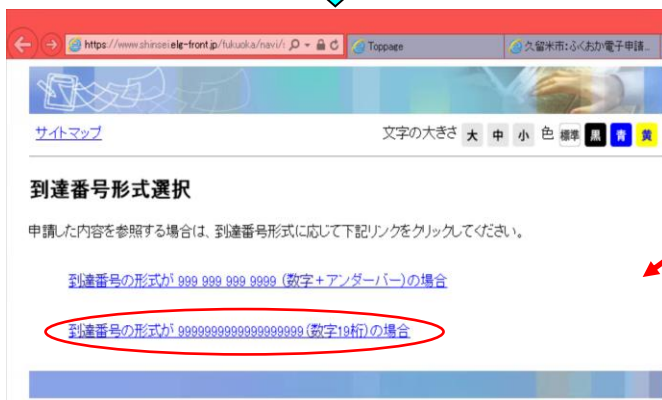 https://www.shinsei.elg-front.jp/fukuoka/navi/ Toppage 久留米市:ふくおか電子申請...
サイトマップ 文字の大きさ 大 中 小 色 標準 黒 青 黄
到達番号形式選択
申請した内容を参照する場合は、到達番号形式に応じて下記リンクをクリックしてください。
到達番号の形式が 999 999 999 9999 (数字+アンダーバー)の場合
到達番号の形式が 9999999999999999999(数字19桁)の場合